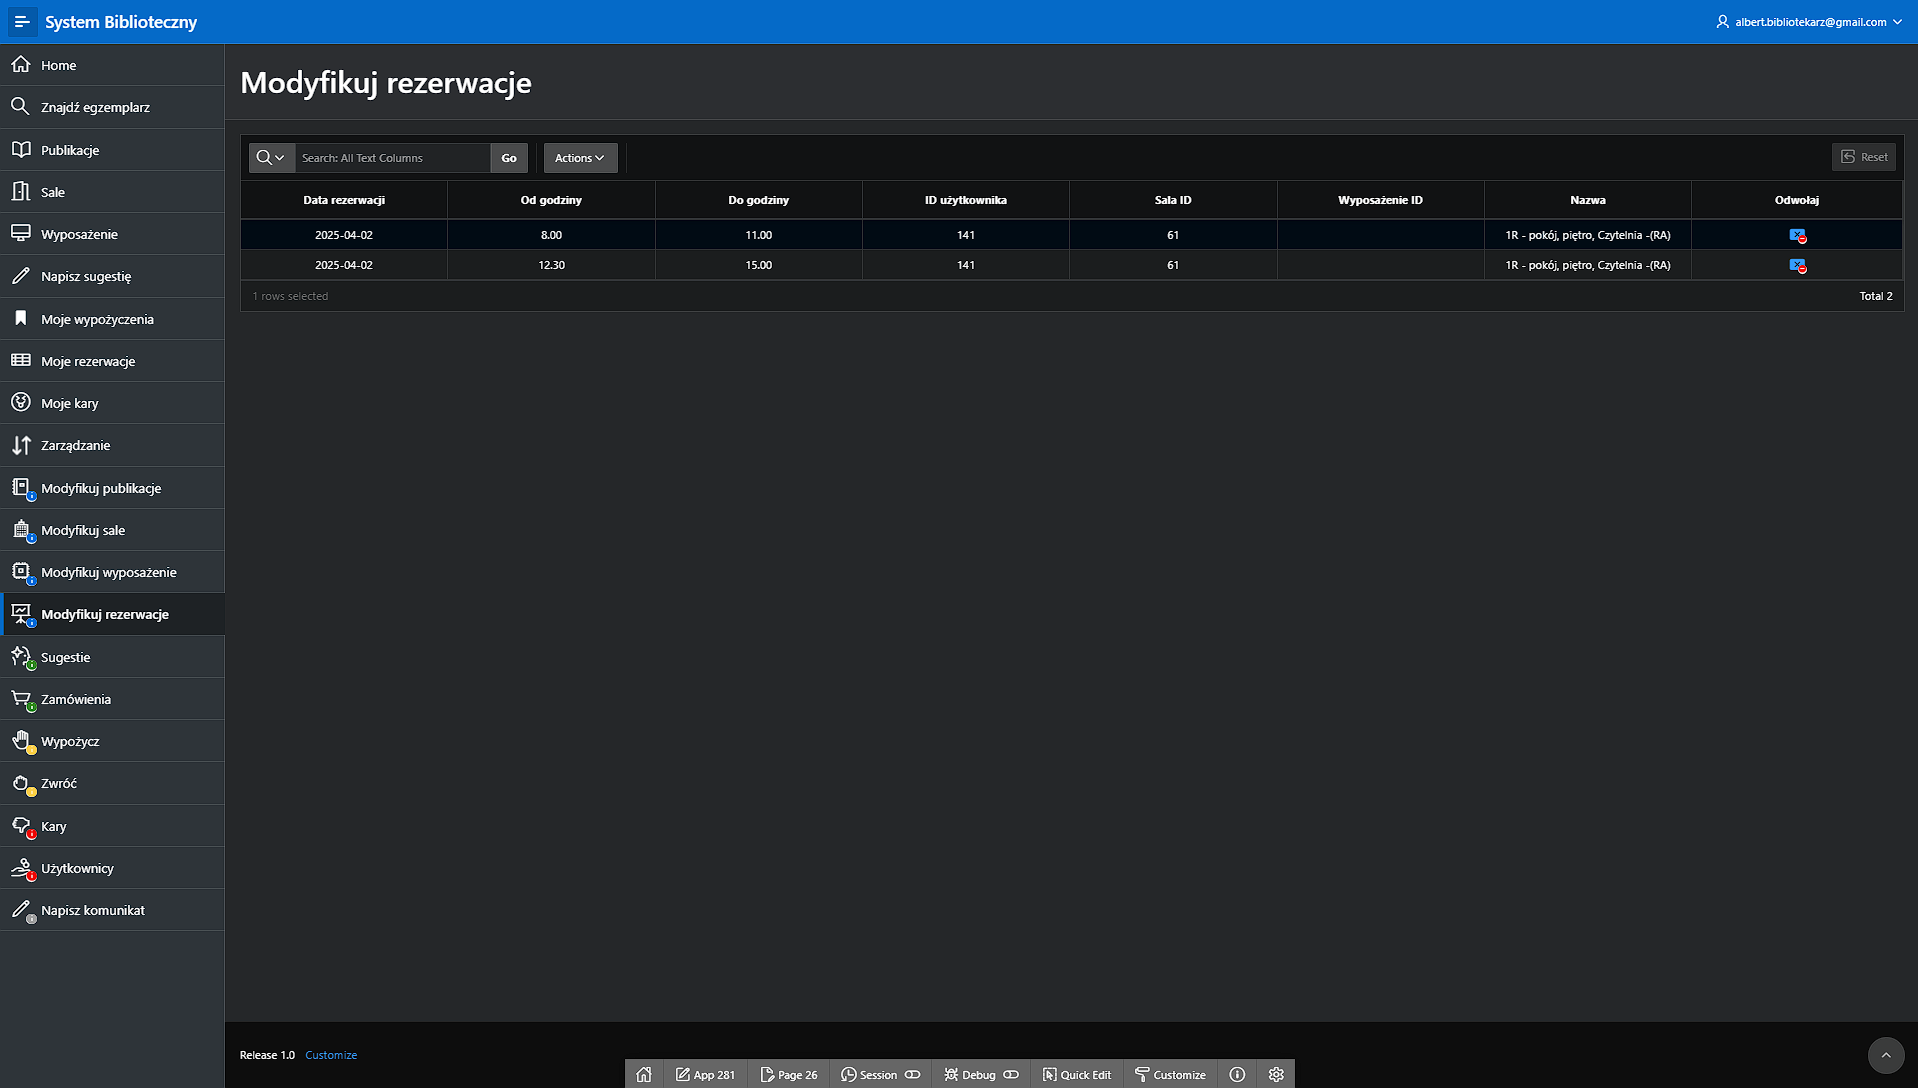 System Biblioteczny
albert.bibliotekarz@gmail.com
Home
Znajdź egzemplarz
Publikacje
Sale
Wyposażenie
Napisz sugestię
Moje wypożyczenia
Moje rezerwacje
Moje kary
Zarządzanie
Modyfikuj publikacje
Modyfikuj sale
Modyfikuj wyposażenie
Modyfikuj rezerwacje
Sugestie
Zamówienia
Wypożycz
Zwróć
Kary
Użytkownicy
Napisz komunikat
Modyfikuj rezerwacje
Search: All Text Columns Go Actions Reset
Data rezerwacji Od godziny Do godziny ID użytkownika Sala ID Wyposażenie ID Nazwa Odwołaj
2025-04-02 8.00 11.00 141 61 1R - pokój, piętro, Czytelnia -(RA)
2025-04-02 12.30 15.00 141 61 1R - pokój, piętro, Czytelnia -(RA)
1 rows selected Total 2
Release 1.0 Customize
App 281 Page 26 Session Debug Quick Edit Customize